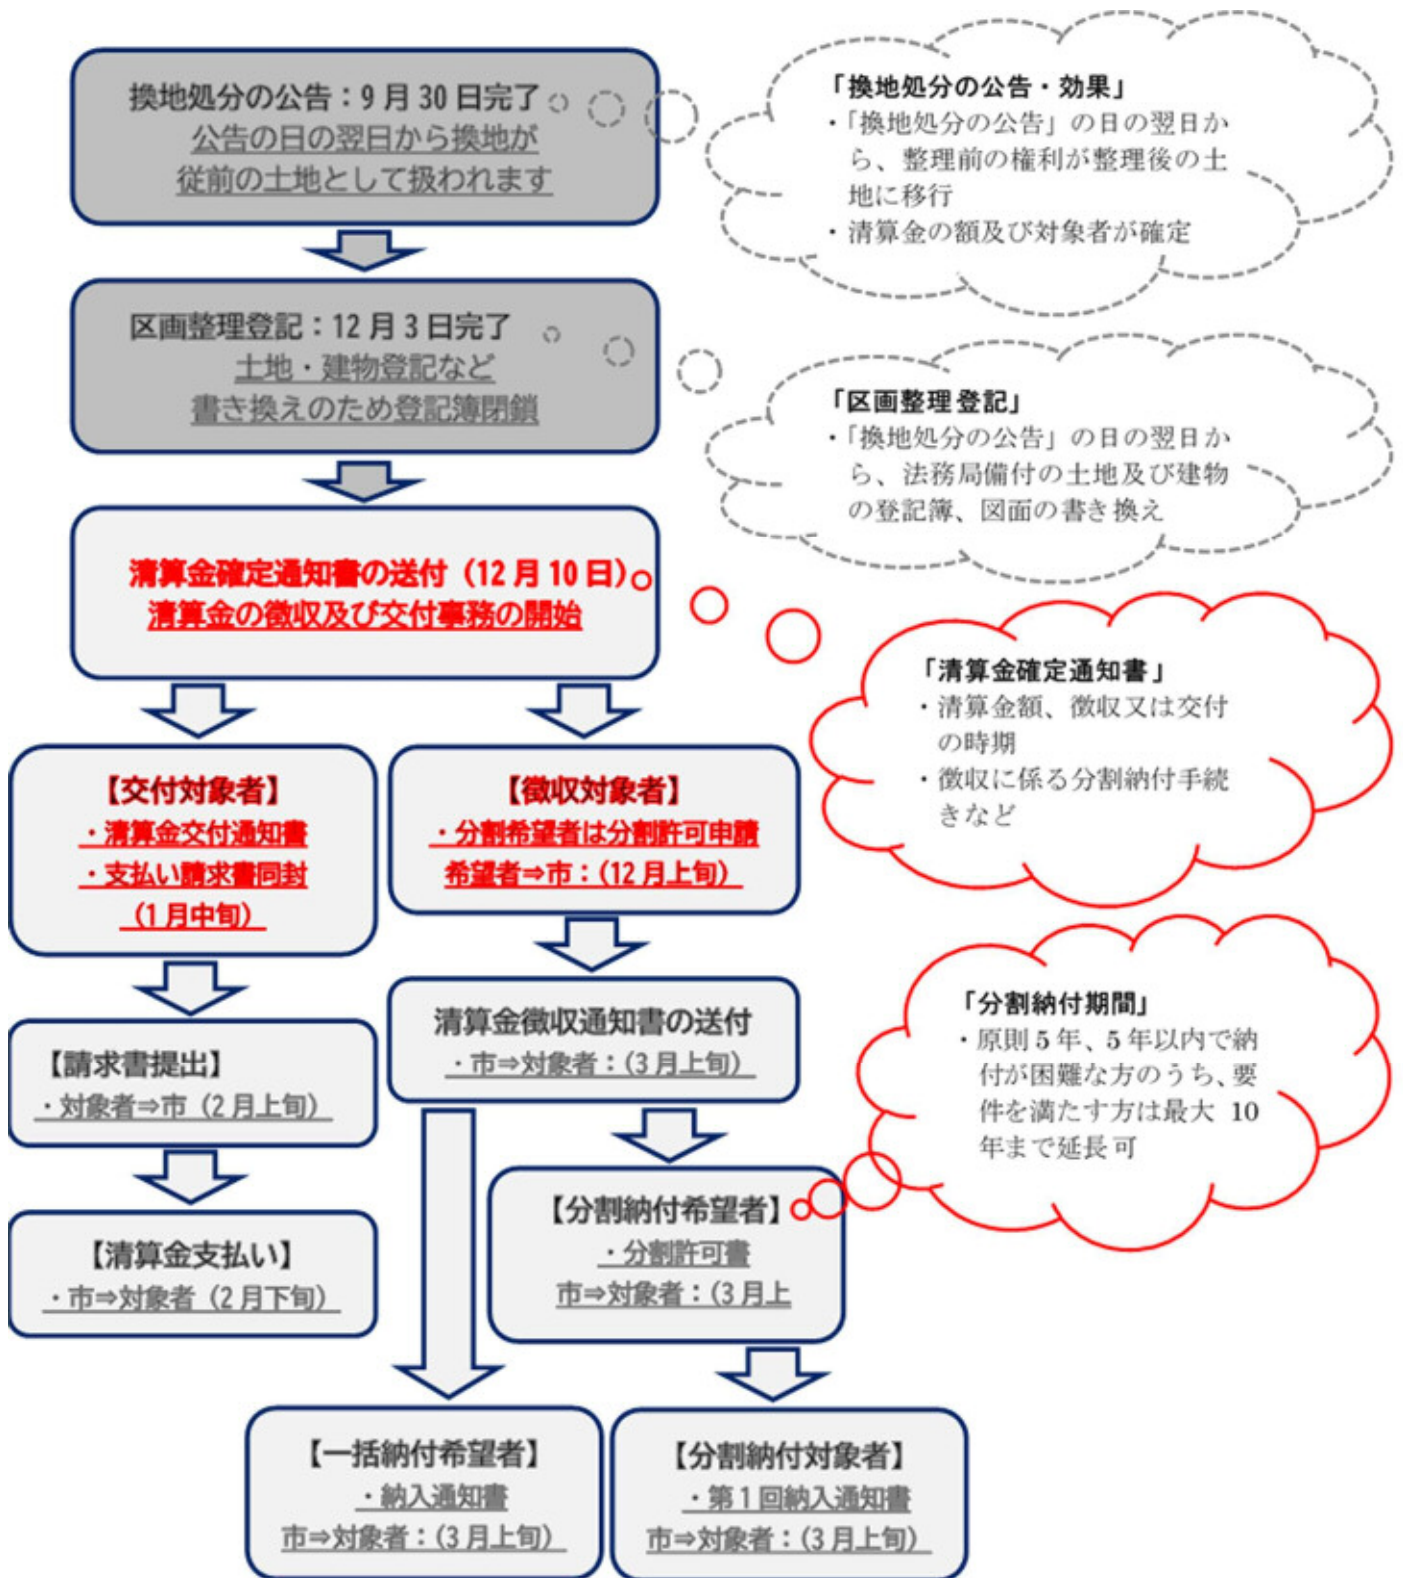 換地処分の公告：9月30日完了
公告の日の翌日から換地が
従前の土地として扱われます
「換地処分の公告・効果」
・「換地処分の公告」の日の翌日か
ら、整理前の権利が整理後の土
地に移行
・清算金の額及び対象者が確定
区画整理登記：12月3日完了
土地・建物登記など
書き換えのため登記簿閉鎖
「区画整理登記」
・「換地処分の公告」の日の翌日か
ら、法務局備付の土地及び建物
の登記簿、図面の書き換え
清算金確定通知書の送付（12月10日）
清算金の徴収及び交付事務の開始
「清算金確定通知書」
・清算金額、徴収又は交付
の時期
・徴収に係る分割納付手続
きなど
【交付対象者】
・清算金交付通知書
・支払い請求書同封
（1月中旬）
【徴収対象者】
・分割希望者は分割許可申請
希望者⇒市：（12月上旬）
【請求書提出】
・対象者⇒市（2月上旬）
清算金徴収通知書の送付
・市⇒対象者：（3月上旬）
「分割納付期間」
・原則5年、5年以内で納
付が困難な方のうち、要
件を満たす方は最大 10
年まで延長可
【清算金支払い】
・市⇒対象者（2月下旬）
【分割納付希望者】
・分割許可書
市⇒対象者：（3月上
【一括納付希望者】
・納入通知書
市⇒対象者：（3月上旬）
【分割納付対象者】
・第1回納入通知書
市⇒対象者：（3月上旬）